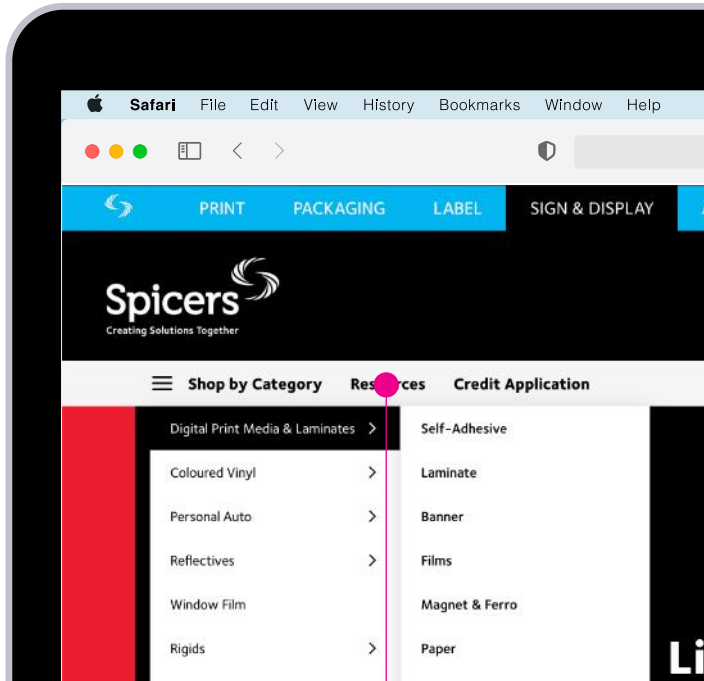 Safari File Edit View History Bookmarks Window Help
PRINT PACKAGING LABEL SIGN & DISPLAY
Spicers
Creating Solutions Together
Shop by Category Credit Application
Digital Print Media & Laminates > Self-Adhesive
Coloured Vinyl > Laminate
Personal Auto > Banner
Reflectives > Films
Window Film Magnet & Ferro
Rigids > Paper
Li